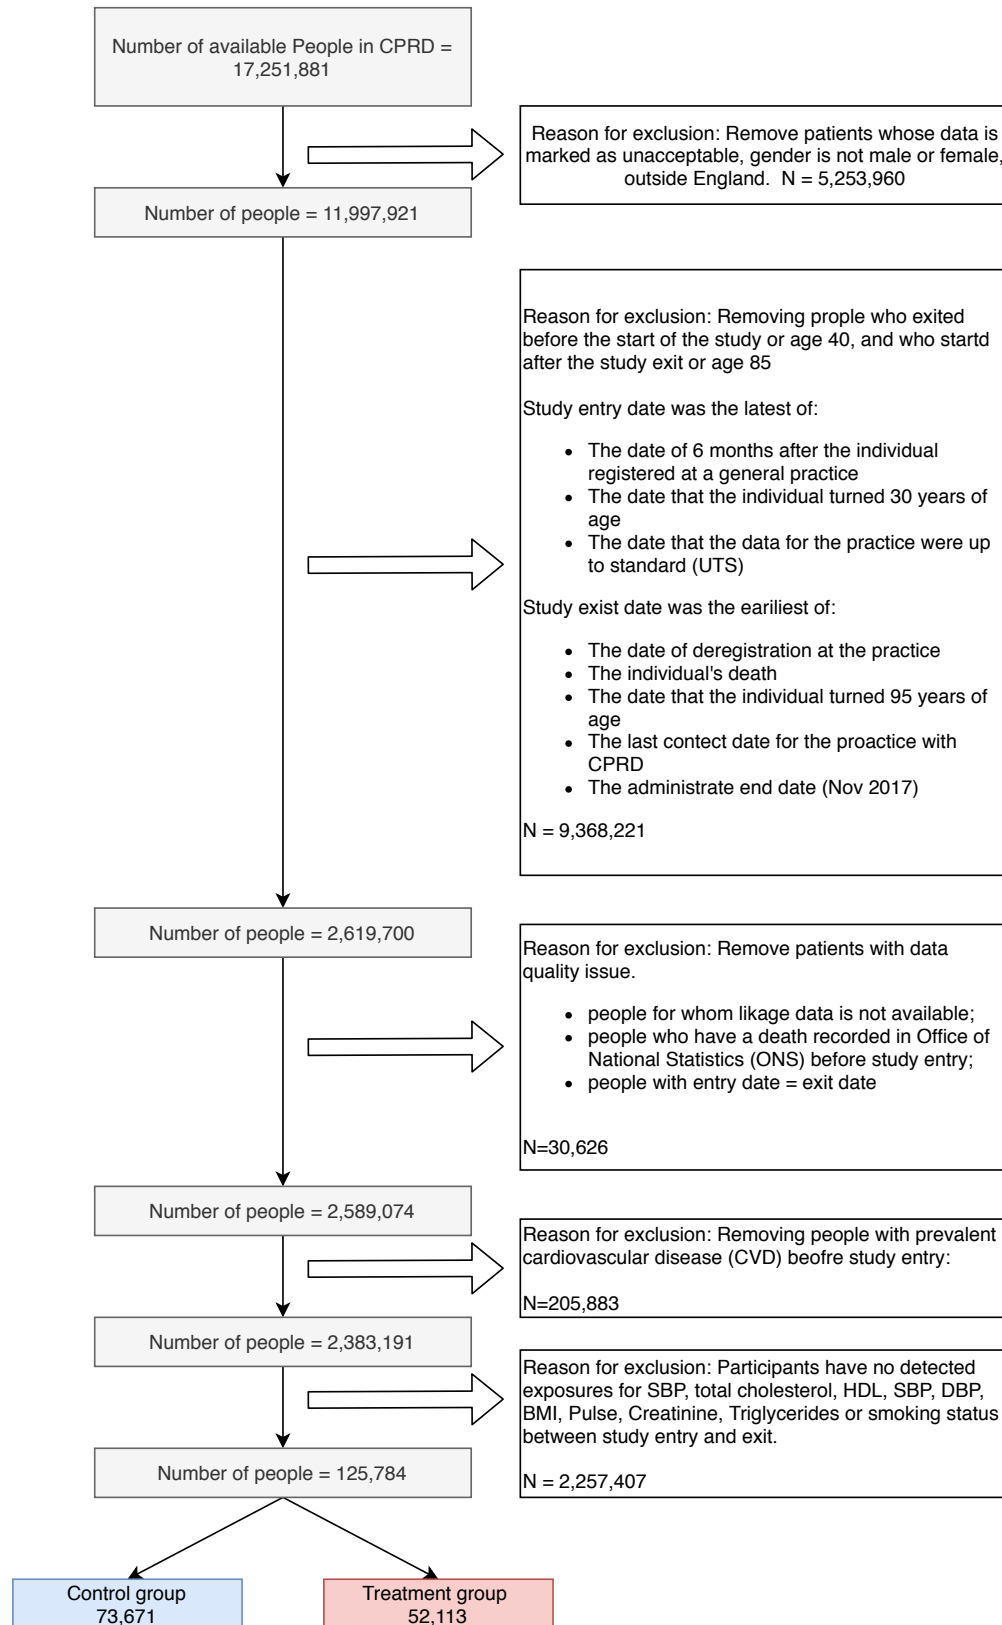 Number of available People in CPRD =
17,251,881
Reason for exclusion: Remove patients whose data is
marked as unacceptable, gender is not male or female,
outside England.  N = 5,253,960
Number of people = 11,997,921
Reason for exclusion: Removing prople who exited
before the start of the study or age 40, and who startd
after the study exit or age 85
Study entry date was the latest of:
• The date of 6 months after the individual
registered at a general practice
• The date that the individual turned 30 years of
age
• The date that the data for the practice were up
to standard (UTS)
Study exist date was the eariliest of:
• The date of deregistration at the practice
• The individual's death
• The date that the individual turned 95 years of
age
• The last contect date for the proactice with
CPRD
• The administrate end date (Nov 2017)
N = 9,368,221
Number of people = 2,619,700
Reason for exclusion: Remove patients with data
quality issue.
• people for whom likage data is not available;
• people who have a death recorded in Office of
National Statistics (ONS) before study entry;
• people with entry date = exit date
N=30,626
Number of people = 2,589,074
Reason for exclusion: Removing people with prevalent
cardiovascular disease (CVD) beofre study entry:
N=205,883
Number of people = 2,383,191
Reason for exclusion: Participants have no detected
exposures for SBP, total cholesterol, HDL, SBP, DBP,
BMI, Pulse, Creatinine, Triglycerides or smoking status
between study entry and exit.
N = 2,257,407
Number of people = 125,784
Control group
73,671
Treatment group
52,113